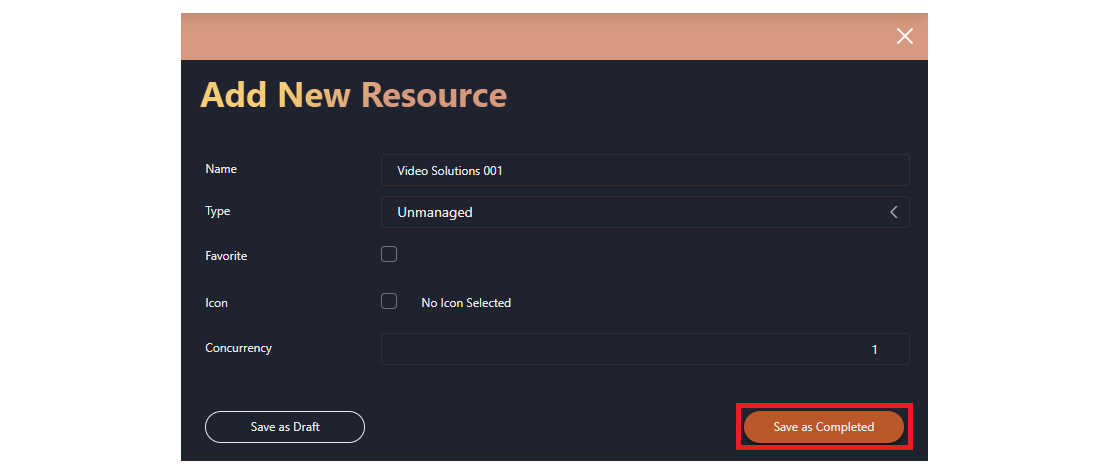 Add New Resource
Name
Video Solutions 001
Type
Unmanaged
Favorite
Icon
No Icon Selected
Concurrency
1
Save as Draft
Save as Completed